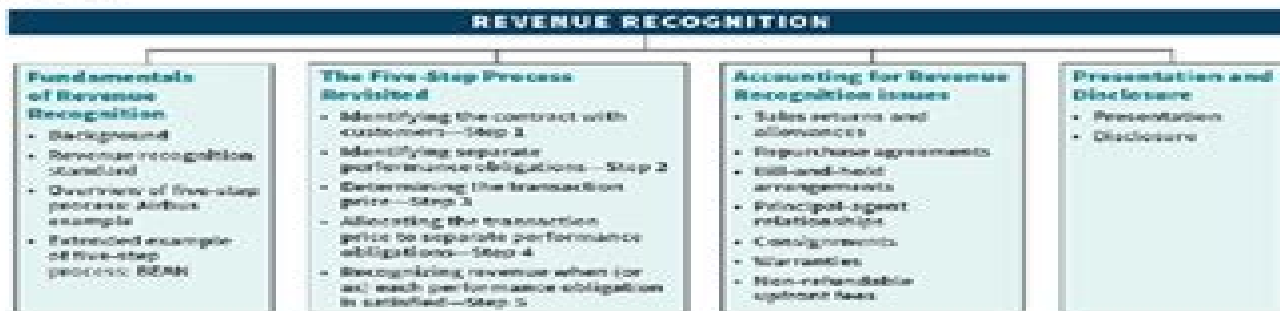 REVENUE RECOGNITION
Fundamentals
of Revenue
Recognition
• Background
• Revenue recognition
standard
• Overview of five-step
process: Airbus
example
• Extended example
of five-step
process: BEAN
The Five-Step Process
Revisited
• Identifying the contract with
customers—Step 1
• Identifying separate
performance obligations—Step 2
• Determining the transaction
price—Step 3
• Allocating the transaction
price to separate performance
obligations—Step 4
• Recognizing revenue when (or
as) each performance obligation
is satisfied—Step 5
Accounting for Revenue
Recognition Issues
• Sales returns and
allowances
• Repurchase agreements
• Bill-and-hold
arrangements
• Principal-agent
relationships
• Consignments
• Warranties
• Non-refundable
upfront fees
Presentation and
Disclosure
• Presentation
• Disclosure